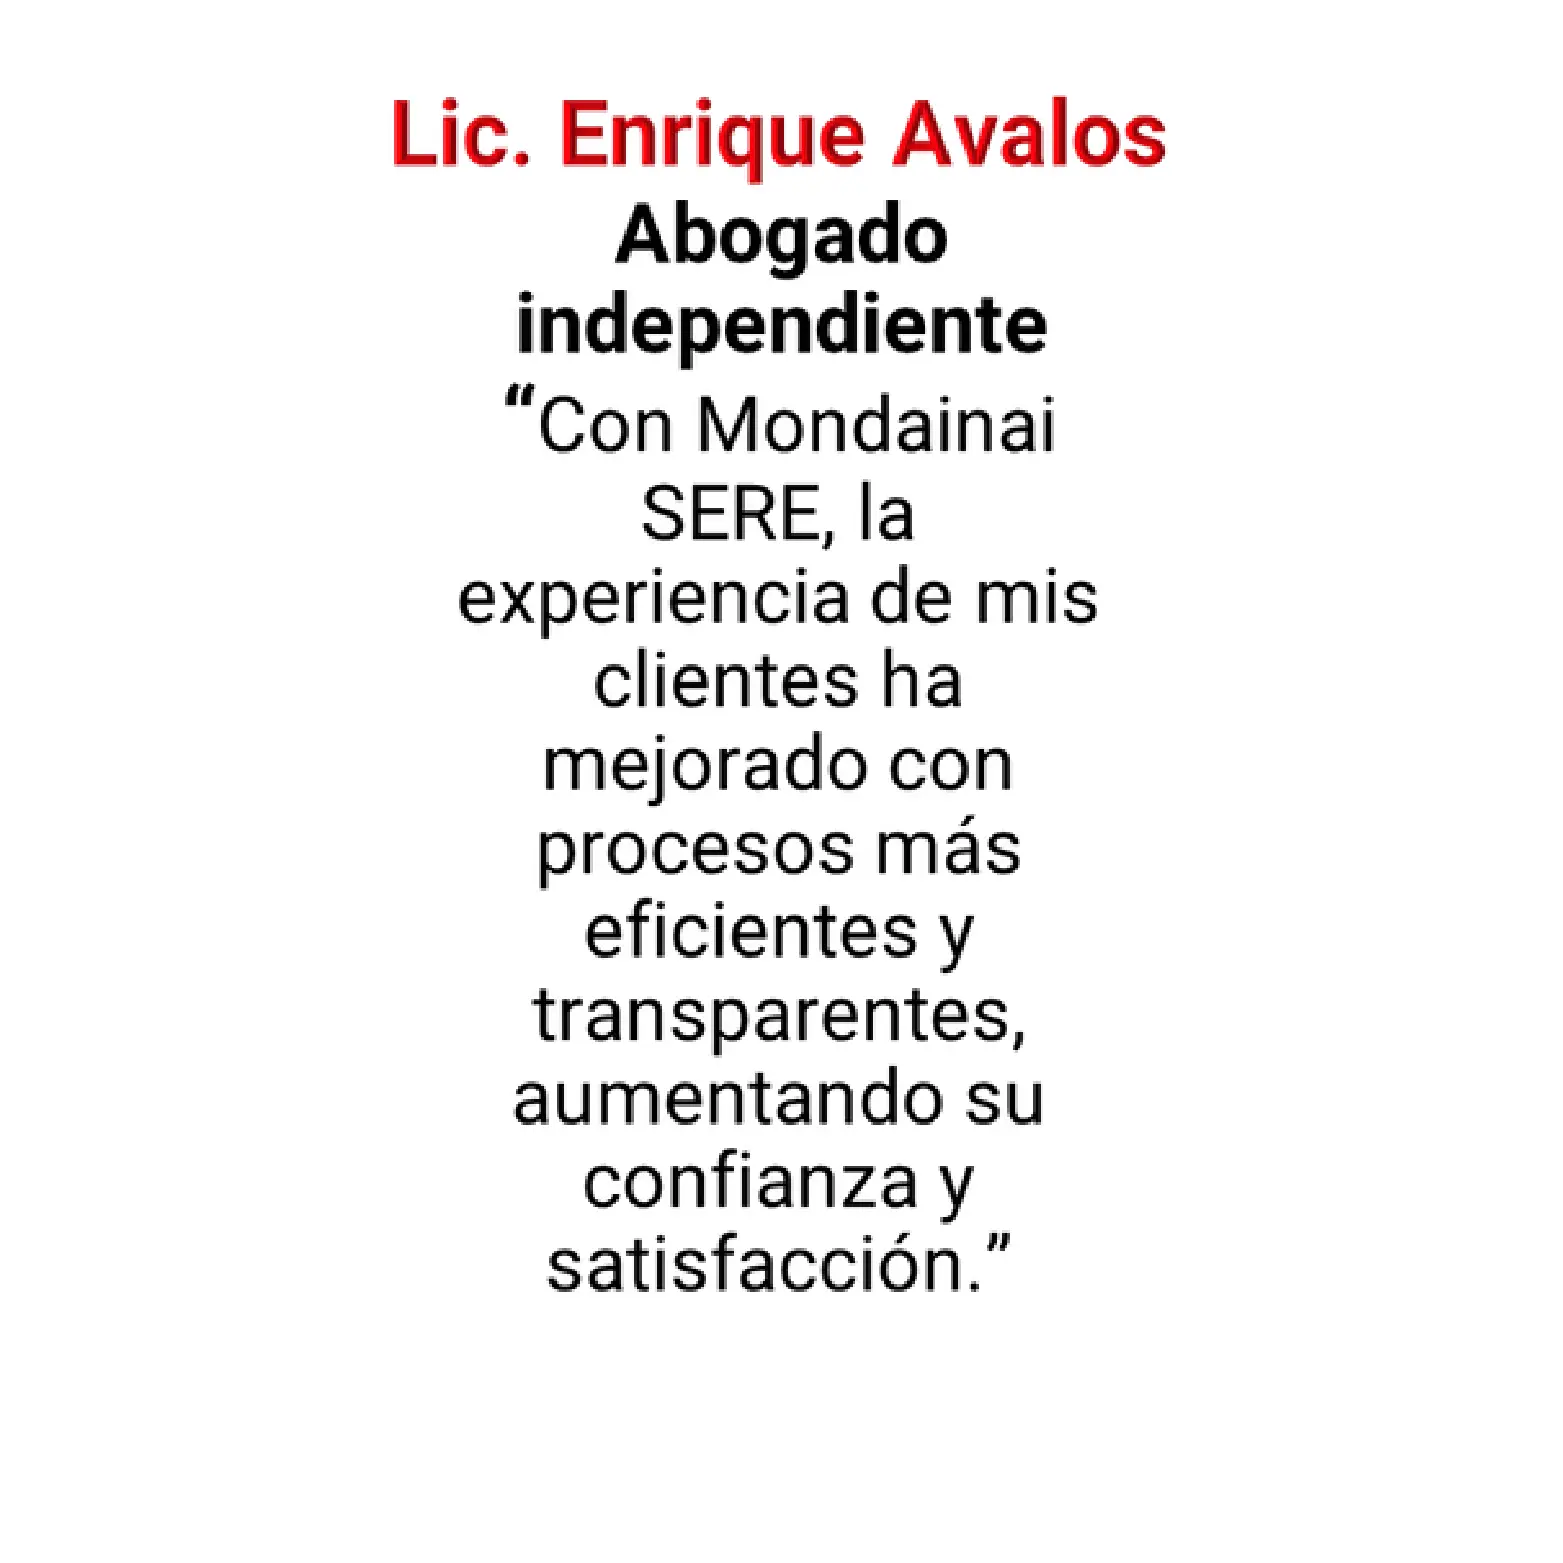 Lic. Enrique Avalos
Abogado
independiente
“Con Mondainai
SERE, la
experiencia de mis
clientes ha
mejorado con
procesos más
eficientes y
transparentes,
aumentando su
confianza y
satisfacción.”